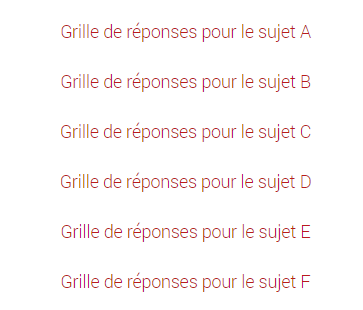 Grille de réponses pour le sujet A
Grille de réponses pour le sujet B
Grille de réponses pour le sujet C
Grille de réponses pour le sujet D
Grille de réponses pour le sujet E
Grille de réponses pour le sujet F